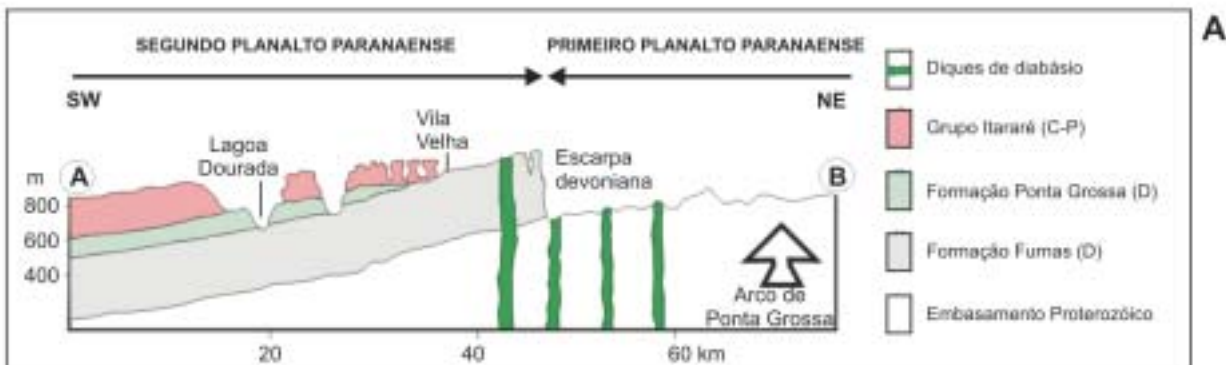 A
SEGUNDO PLANALTO PARANAENSE
PRIMEIRO PLANALTO PARANAENSE
SW
NE
Lagoa
Dourada
Vila
Velha
Escarpa
devoniana
m
A
B
800
600
400
Arco de
Ponta Grossa
20
40
60 km
Diques de diabásio
Grupo Itararé (C-P)
Formação Ponta Grossa (D)
Formação Furnas (D)
Embasamento Proterozóico